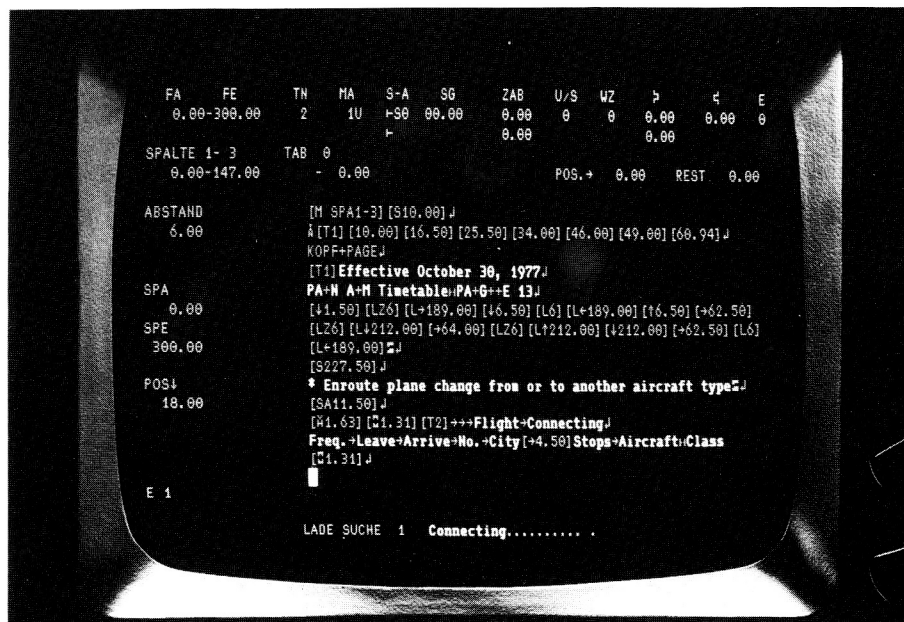 FA FE TN MA S-A SG ZAB U/S WZ E
0.00-300.00 2 1U ⊢S0 00.00 0.00 0 0 0.00 0.00 0
⊢ 0.00 0.00
SPALTE 1- 3 TAB 0
0.00-147.00 - 0.00 POS.→ 0.00 REST 0.00
ABSTAND [M SPA1-3][S10.00]↲
6.00 [T1][10.00][16.50][25.50][34.00][46.00][49.00][60.94]↲
KOPF+PAGE↲
[T1]Effective October 30, 1977↲
SPA PA+N A+M Timetable PA+G++E 13↲
0.00 [↓1.50][LZ6][L→189.00][↓6.50][L6][L←189.00][↑6.50][→62.50]
SPE [LZ6][L↓212.00][→64.00][LZ6][L↑212.00][↓212.00][→62.50][L6]
300.00 [L←189.00]↲
[S227.50]↲
POS↓ * Enroute plane change from or to another aircraft type↲
18.00 [SA11.50]↲
[1.63][1.31][T2]→→→Flight→Connecting↲
Freq.→Leave→Arrive→No.→City[→4.50]Stops→Aircraft Class
[1.31]↲
E 1
LADE SUCHE 1 Connecting.......... .